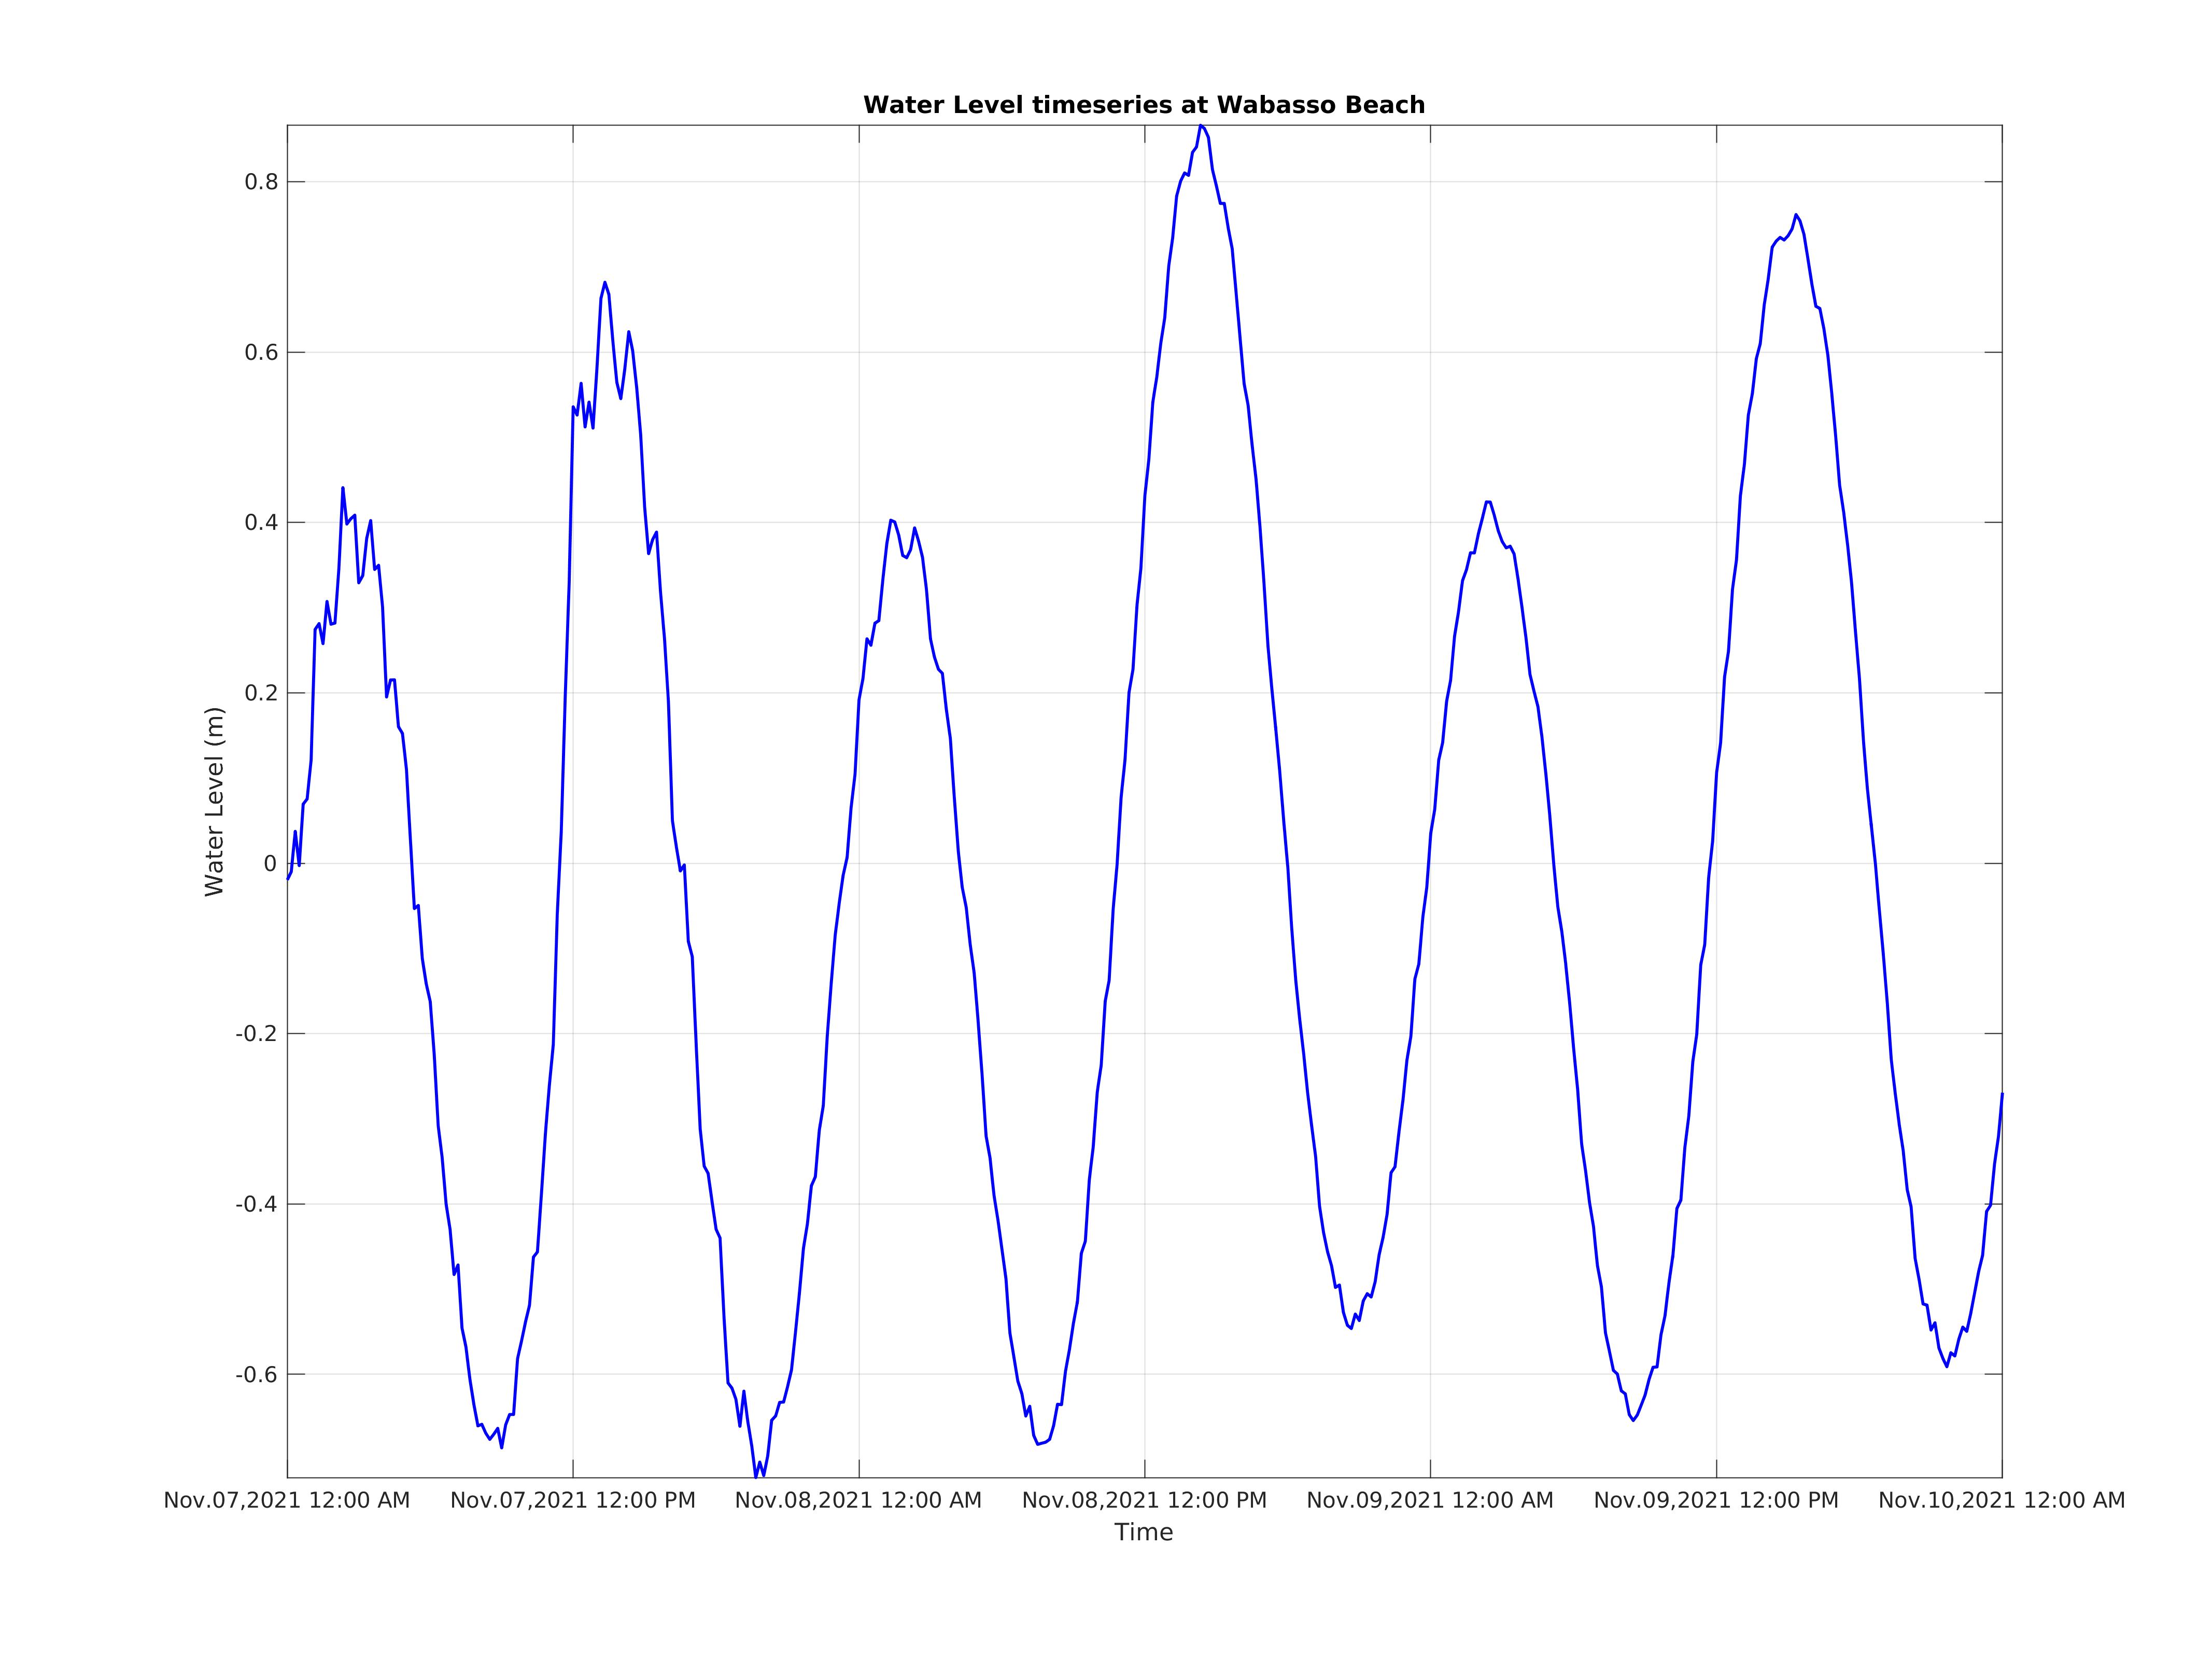 Water Level timeseries at Wabasso Beach
0.8
0.6
0.4
0.2
0
-0.2
-0.4
-0.6
Water Level (m)
Nov.07,2021 12:00 AM Nov.07,2021 12:00 PM Nov.08,2021 12:00 AM Nov.08,2021 12:00 PM Nov.09,2021 12:00 AM Nov.09,2021 12:00 PM Nov.10,2021 12:00 AM
Time